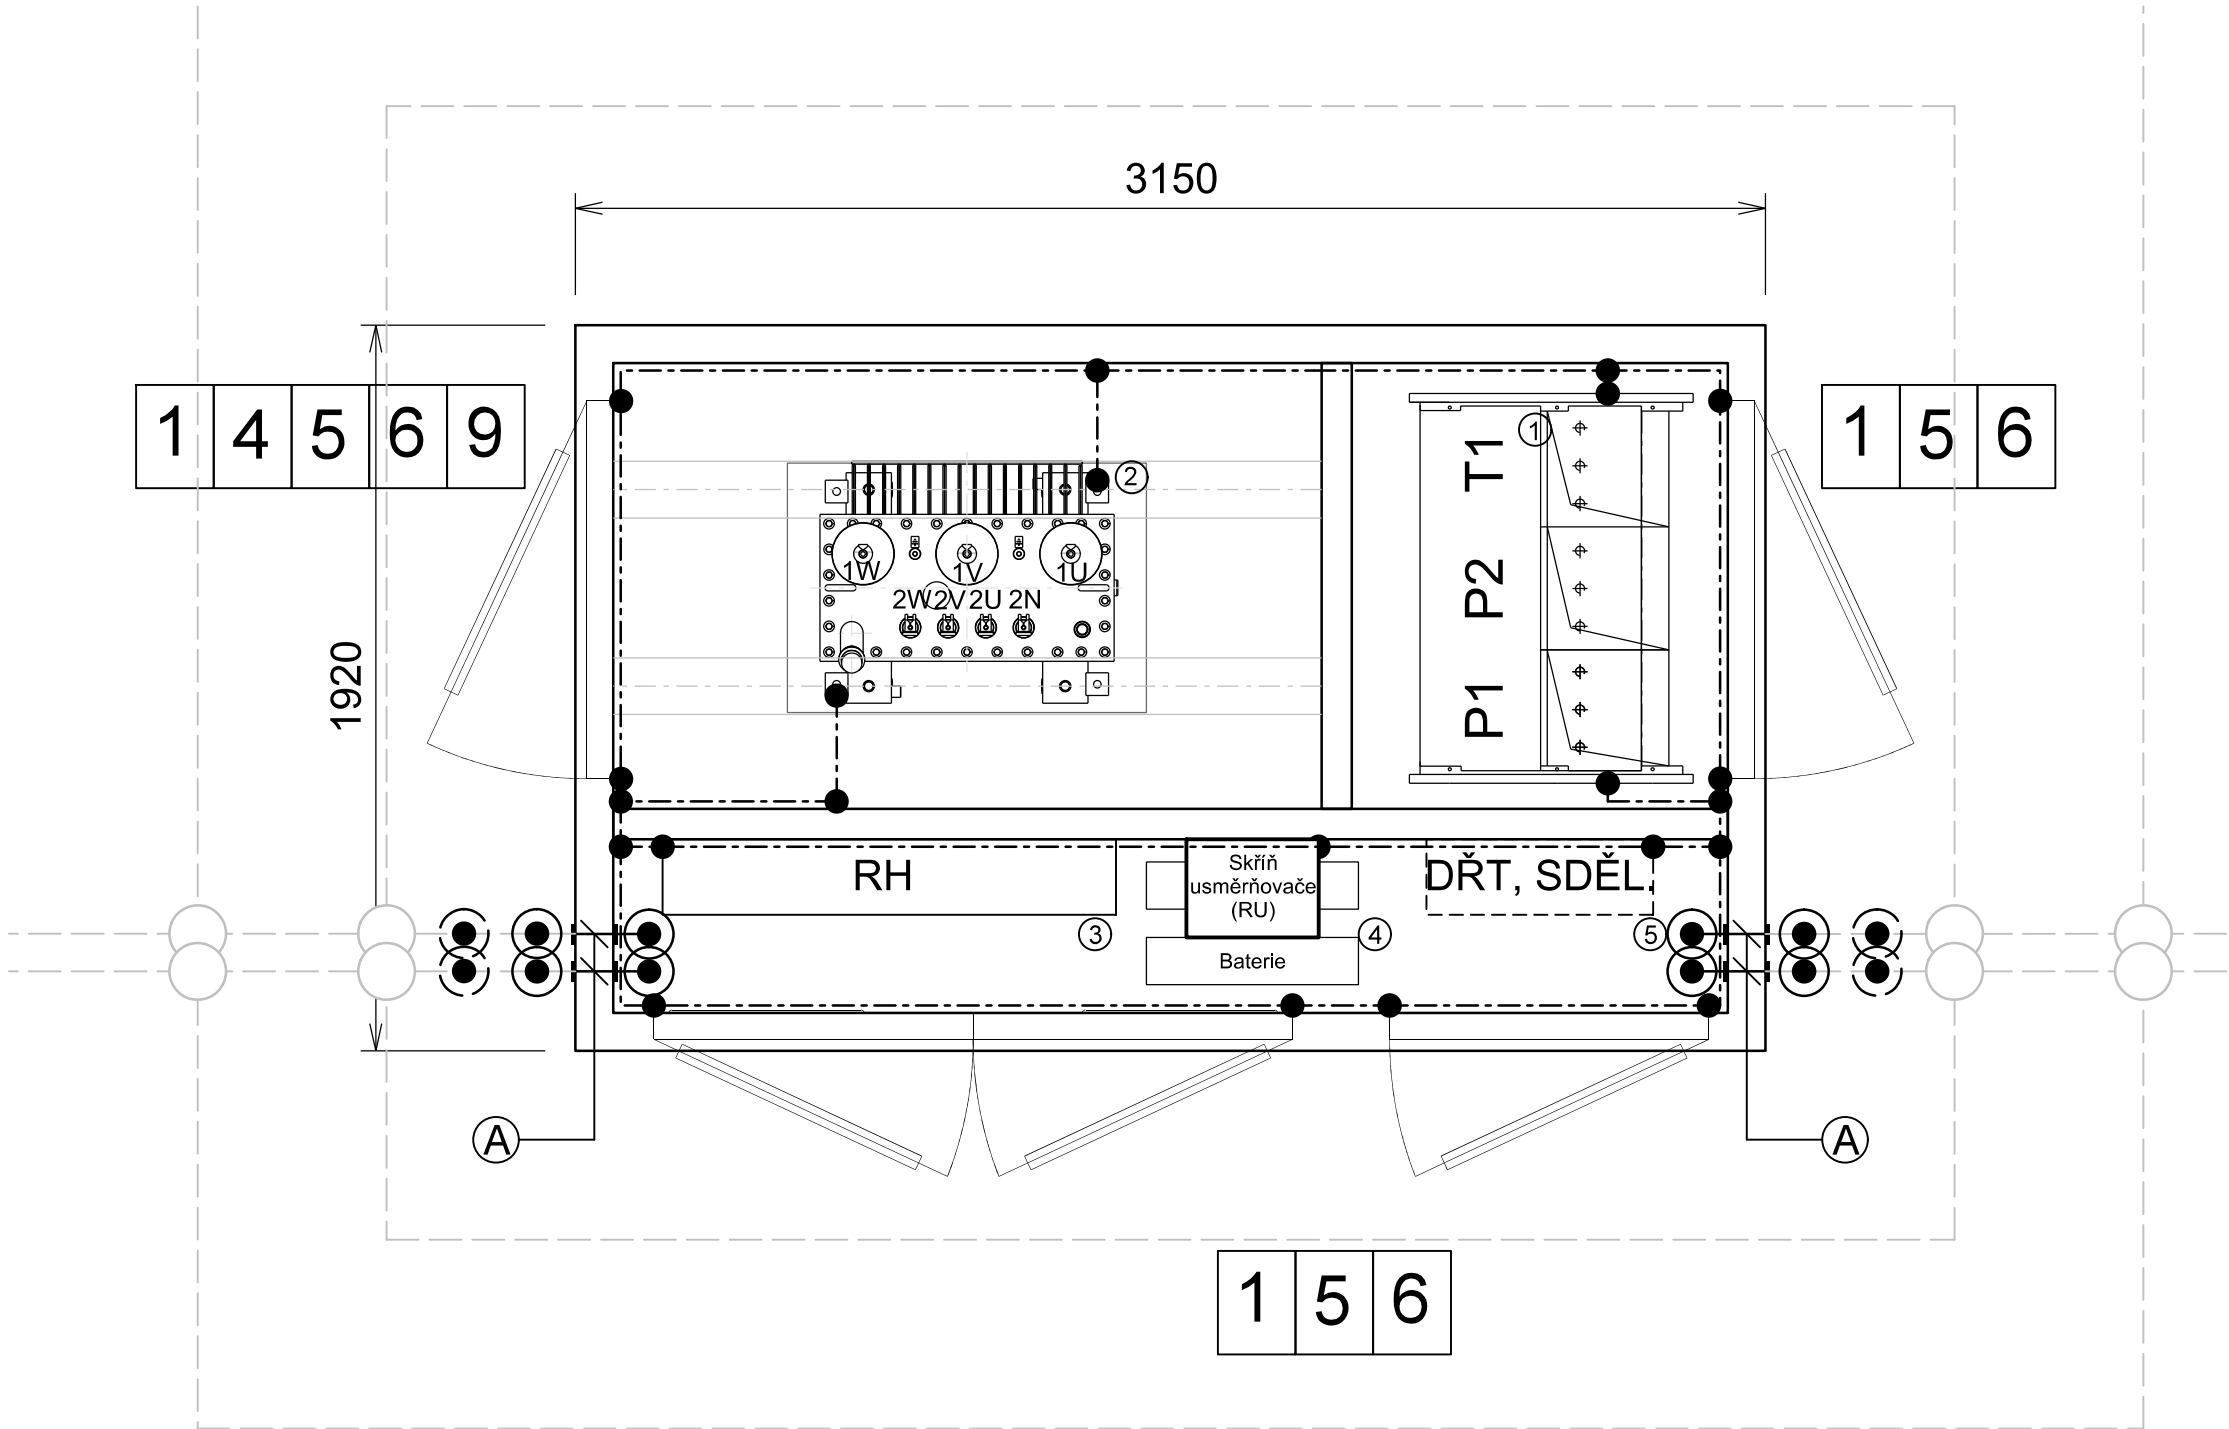 3150
1920
1 4 5 6 9
1 5 6
T1
P2
P1
1
2
1W 1V 1U
2W 2V 2U 2N
RH
Skříň
usměrňovače
(RU)
Baterie
DŘT, SDĚL.
3
4
5
A
A
1 5 6